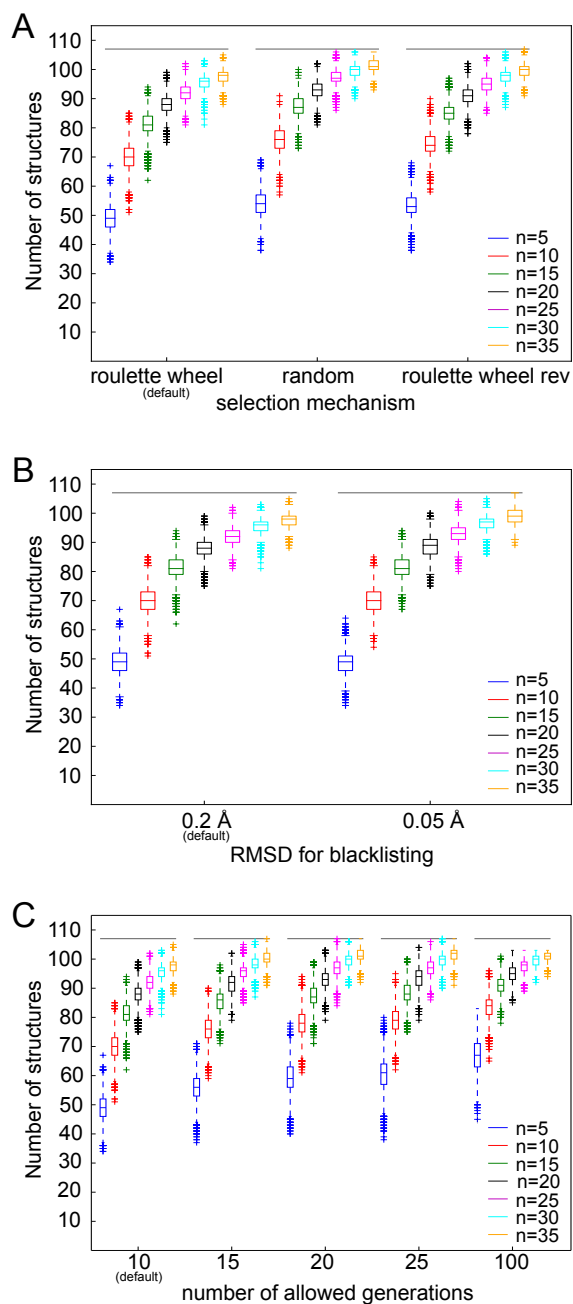 A
Number of structures
110
100
90
80
70
60
50
40
30
20
10
n=5
n=10
n=15
n=20
n=25
n=30
n=35
roulette wheel random roulette wheel rev
(default)
selection mechanism
B
Number of structures
110
100
90
80
70
60
50
40
30
20
10
n=5
n=10
n=15
n=20
n=25
n=30
n=35
0.2 Å 0.05 Å
(default)
RMSD for blacklisting
C
Number of structures
110
100
90
80
70
60
50
40
30
20
10
n=5
n=10
n=15
n=20
n=25
n=30
n=35
10 15 20 25 100
(default)
number of allowed generations